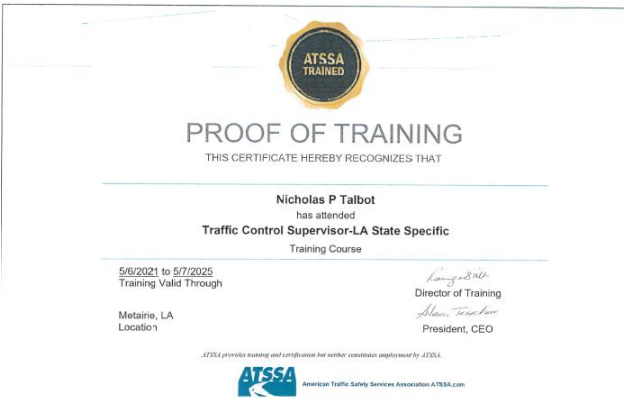 ATSSA
TRAINED
PROOF OF TRAINING
THIS CERTIFICATE HEREBY RECOGNIZES THAT
Nicholas P Talbot
has attended
Traffic Control Supervisor-LA State Specific
Training Course
5/6/2021 to 5/7/2025
Training Valid Through
Director of Training
Metairie, LA
Location
President, CEO
ATSSA provides training and certification but neither constitutes employment by ATSSA.
ATSSA
American Traffic Safety Services Association ATSSA.com